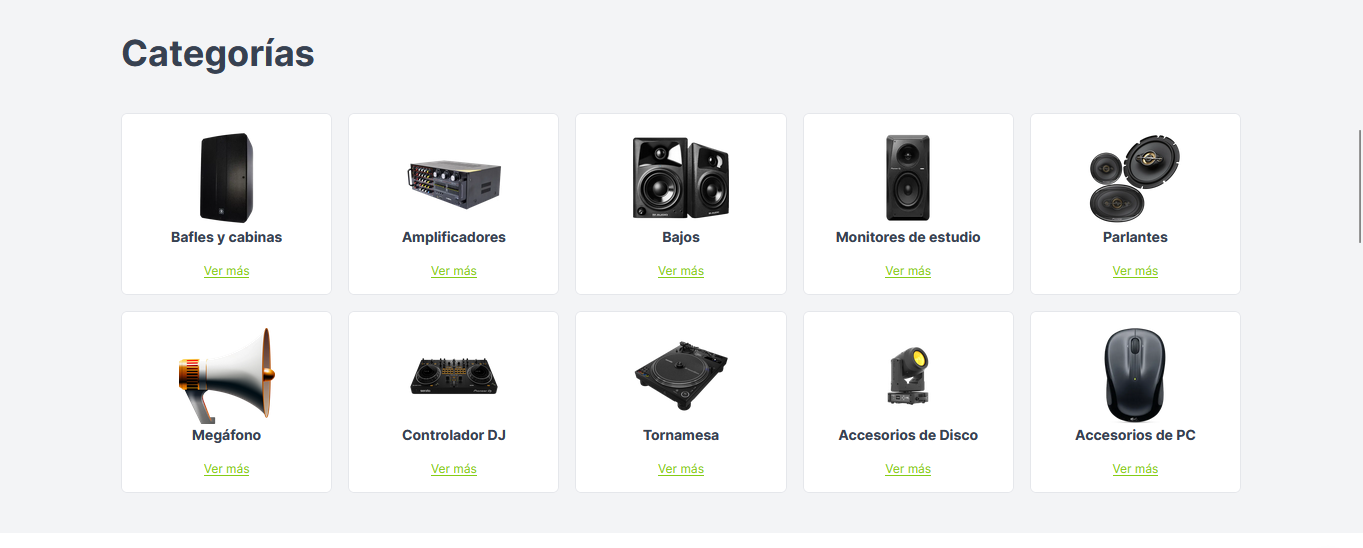 Categorías
Bafles y cabinas
Ver más
Amplificadores
Ver más
Bajos
Ver más
Monitores de estudio
Ver más
Parlantes
Ver más
Megáfono
Ver más
Controlador DJ
Ver más
Tornamesa
Ver más
Accesorios de Disco
Ver más
Accesorios de PC
Ver más